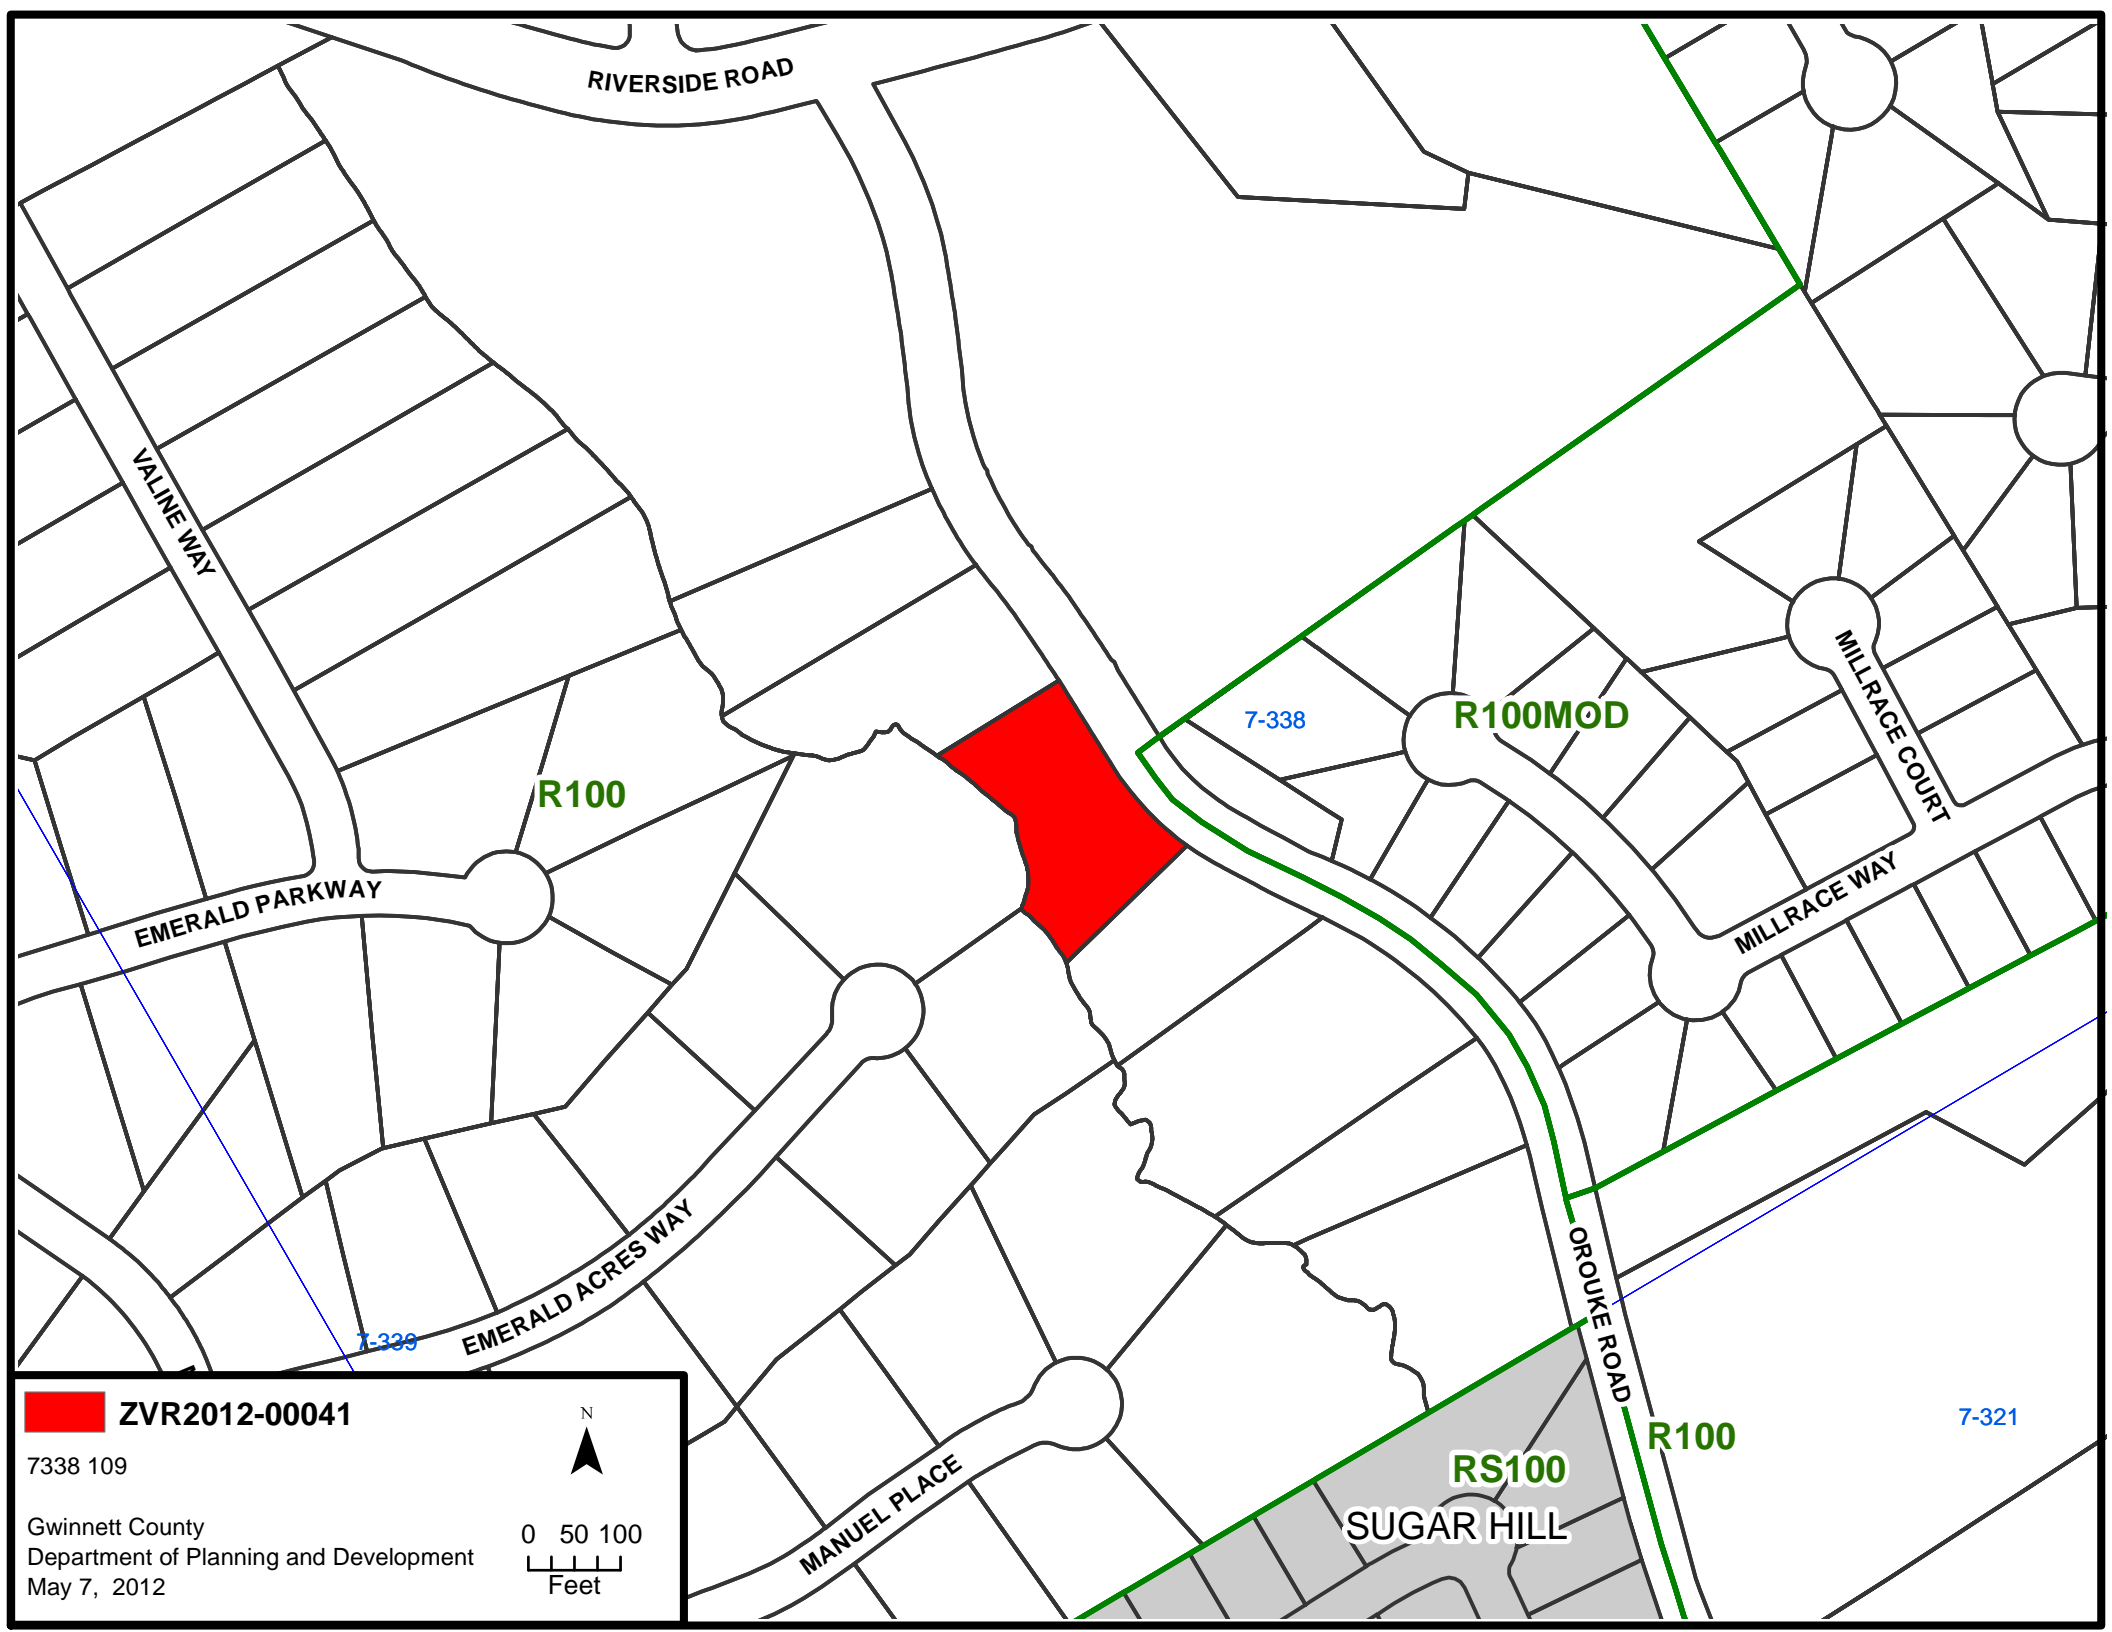 RIVERSIDE ROAD
VALINE WAY
R100MOD
7-338
MILLRACE COURT
R100
EMERALD PARKWAY
MILLRACE WAY
EMERALD ACRES WAY
OROUKE ROAD
7-339
ZVR2012-00041
7338 109
Gwinnett County
Department of Planning and Development
May 7, 2012
N
0 50 100
Feet
MANUEL PLACE
RS100
SUGAR HILL
R100
7-321